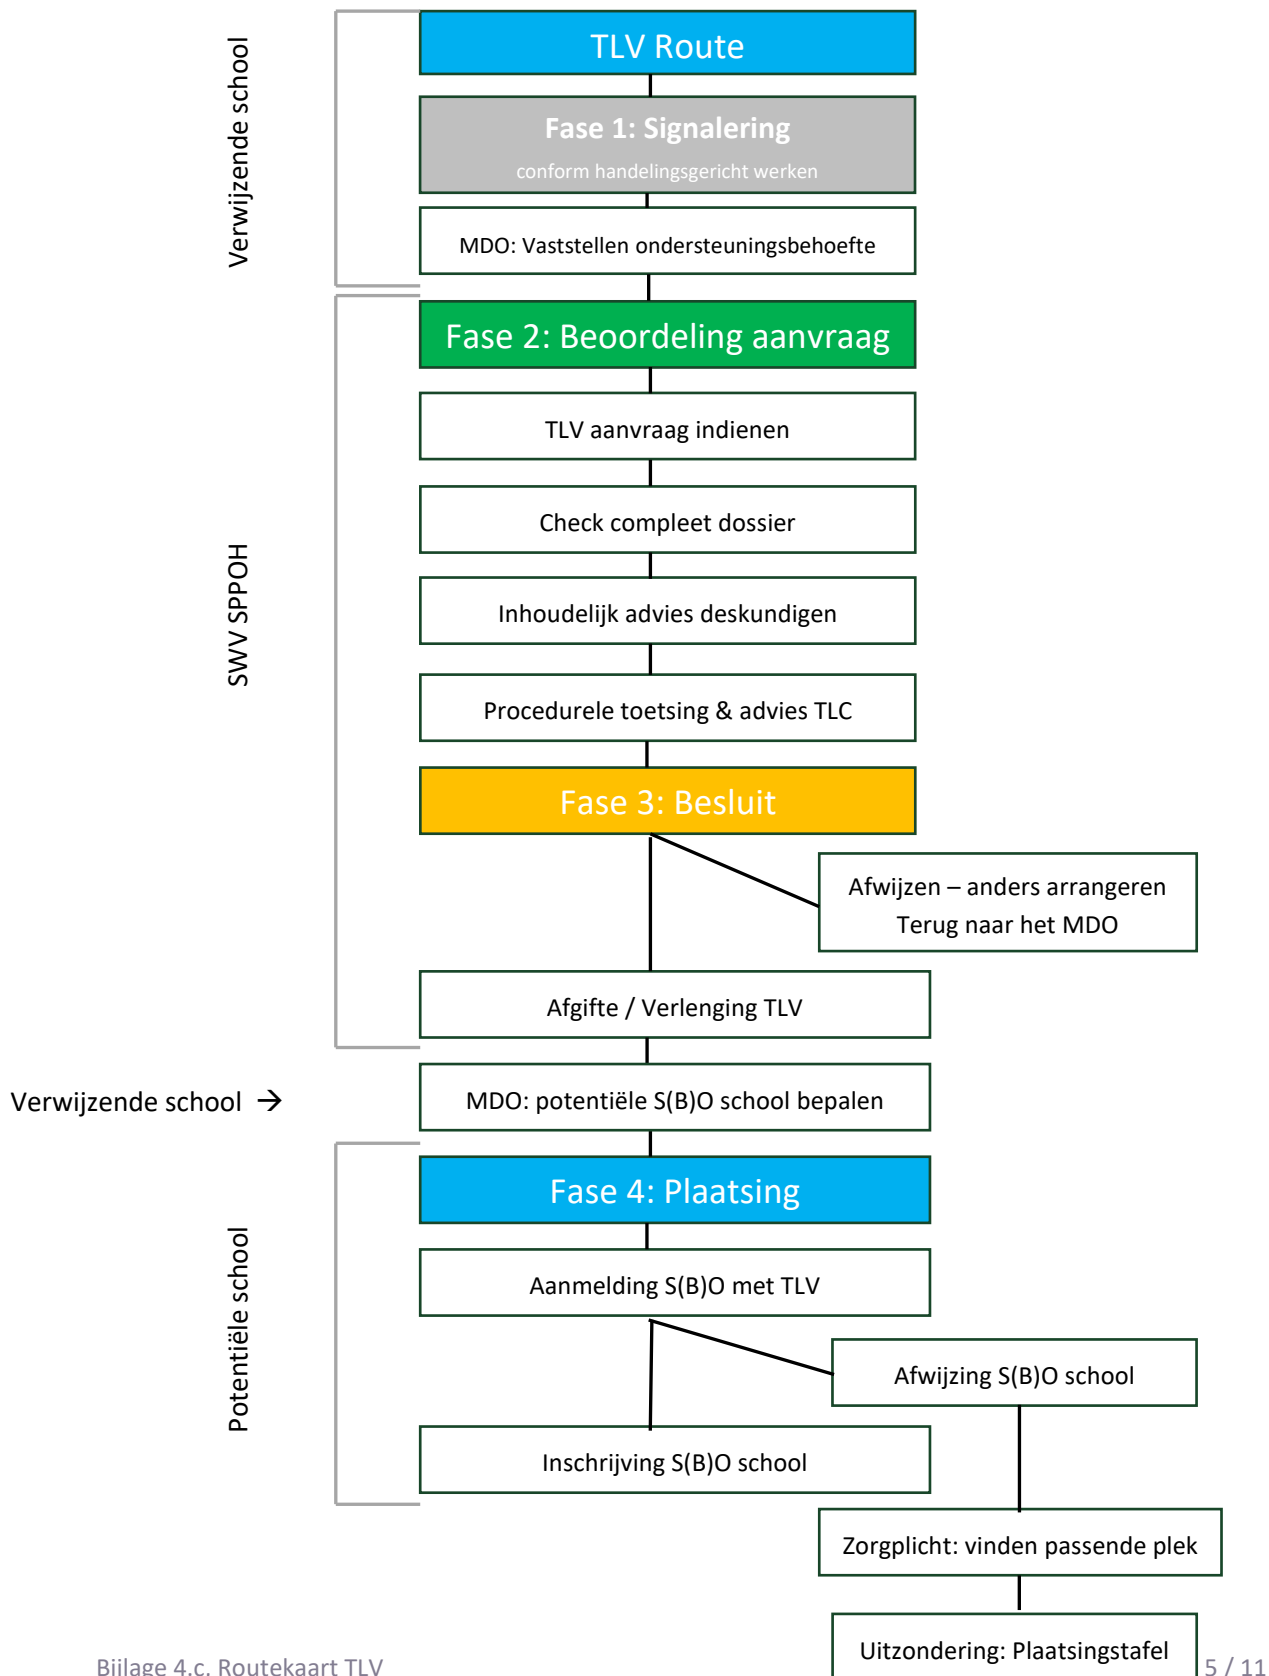 Verwijzende school
TLV Route
Fase 1: Signalering
conform handelingsgericht werken
MDO: Vaststellen ondersteuningsbehoefte
SWV SPPOH
Fase 2: Beoordeling aanvraag
TLV aanvraag indienen
Check compleet dossier
Inhoudelijk advies deskundigen
Procedurele toetsing & advies TLC
Fase 3: Besluit
Afwijzen – anders arrangeren
Terug naar het MDO
Afgifte / Verlenging TLV
Verwijzende school →
MDO: potentiële S(B)O school bepalen
Potentiële school
Fase 4: Plaatsing
Aanmelding S(B)O met TLV
Afwijzing S(B)O school
Inschrijving S(B)O school
Zorgplicht: vinden passende plek
Uitzondering: Plaatsingstafel
Bijlage 4.c. Routekaart TLV
5 / 11